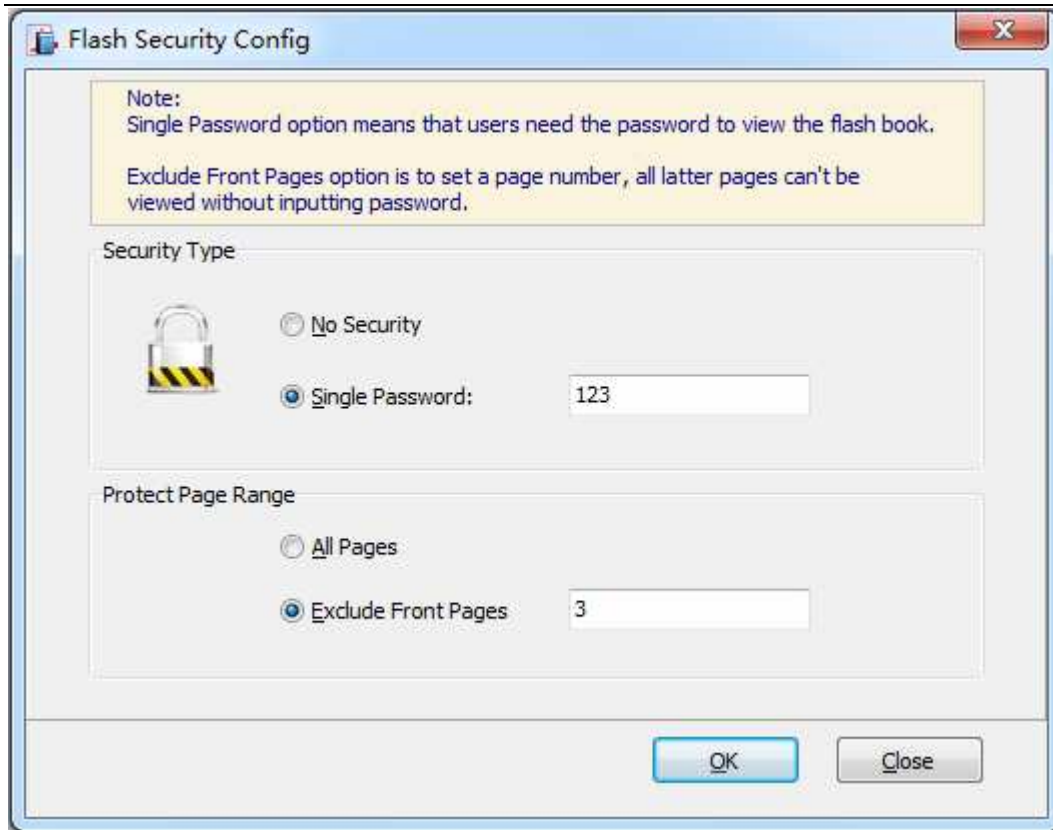 Flash Security Config
Note:
Single Password option means that users need the password to view the flash book.
Exclude Front Pages option is to set a page number, all latter pages can't be
viewed without inputting password.
Security Type
No Security
Single Password:
123
Protect Page Range
All Pages
Exclude Front Pages
3
OK
Close